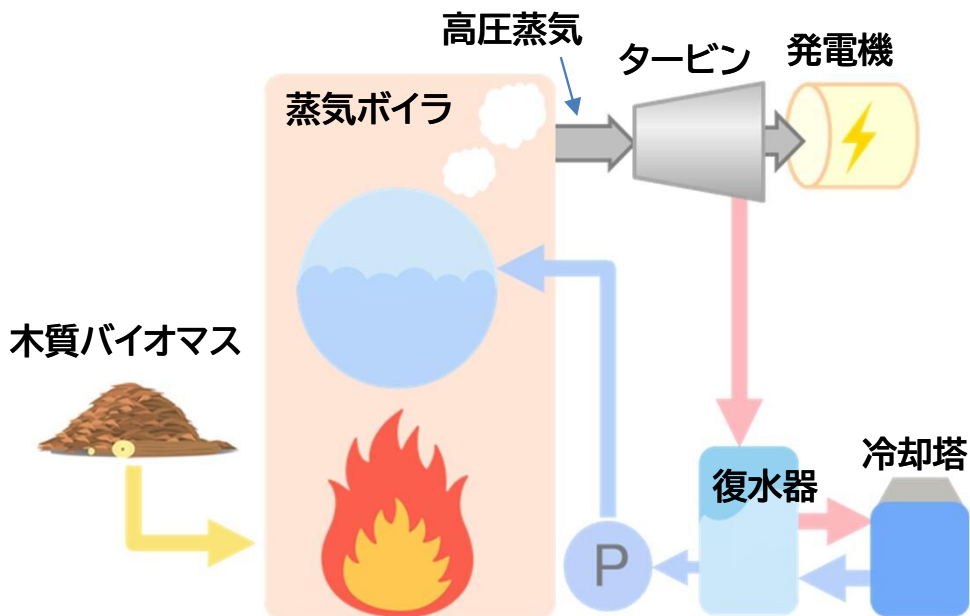 高圧蒸気
タービン
発電機
蒸気ボイラ
木質バイオマス
復水器
冷却塔
P